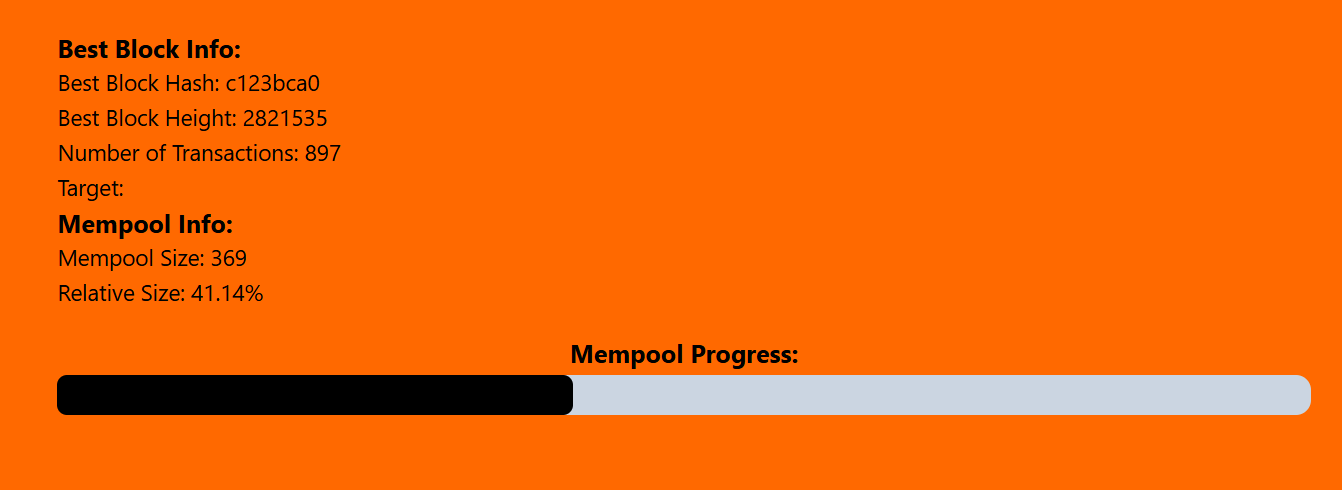 Best Block Info:
Best Block Hash: c123bca0
Best Block Height: 2821535
Number of Transactions: 897
Target:
Mempool Info:
Mempool Size: 369
Relative Size: 41.14%
Mempool Progress: